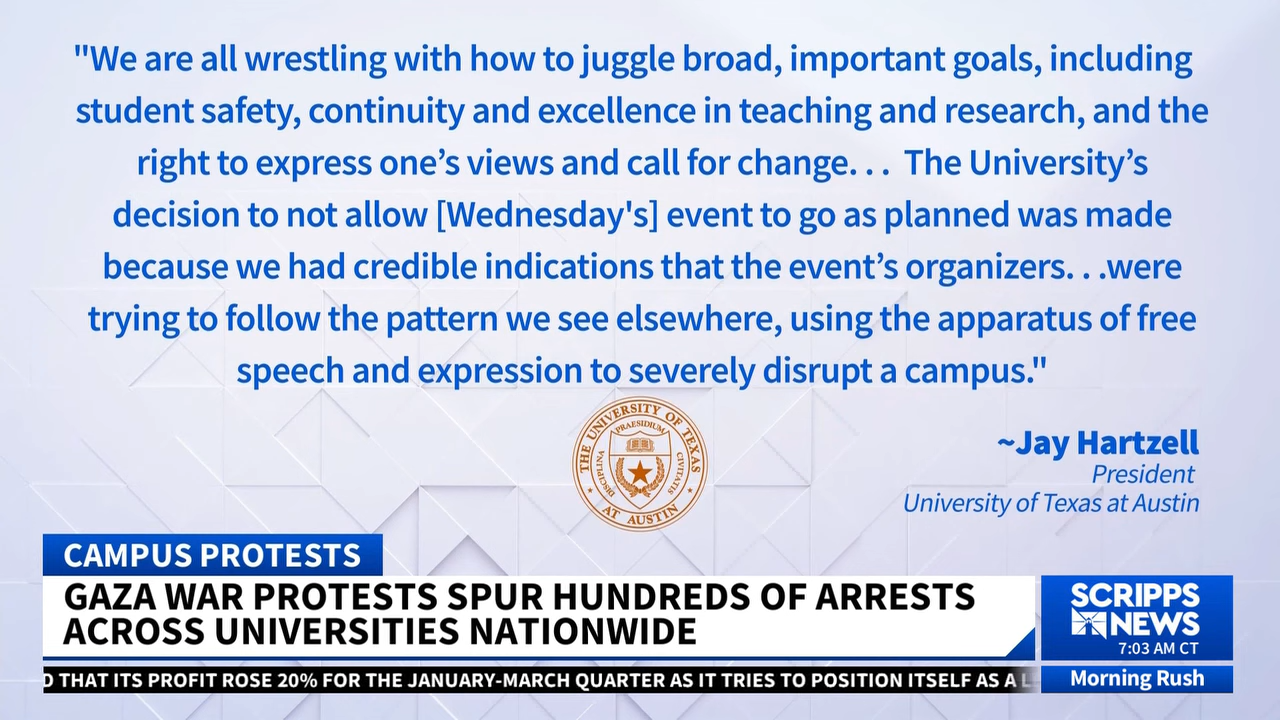 "We are all wrestling with how to juggle broad, important goals, including
student safety, continuity and excellence in teaching and research, and the
right to express one’s views and call for change. . .  The University’s
decision to not allow [Wednesday's] event to go as planned was made
because we had credible indications that the event’s organizers. . .were
trying to follow the pattern we see elsewhere, using the apparatus of free
speech and expression to severely disrupt a campus."
THE UNIVERSITY OF TEXAS
PRAESIDIUM
DISCIPLINA
CIVITATIS
AT AUSTIN
~Jay Hartzell
President
University of Texas at Austin
CAMPUS PROTESTS
GAZA WAR PROTESTS SPUR HUNDREDS OF ARRESTS
ACROSS UNIVERSITIES NATIONWIDE
SCRIPPS
NEWS
7:03 AM CT
THAT ITS PROFIT ROSE 20% FOR THE JANUARY-MARCH QUARTER AS IT TRIES TO POSITION ITSELF AS A
Morning Rush